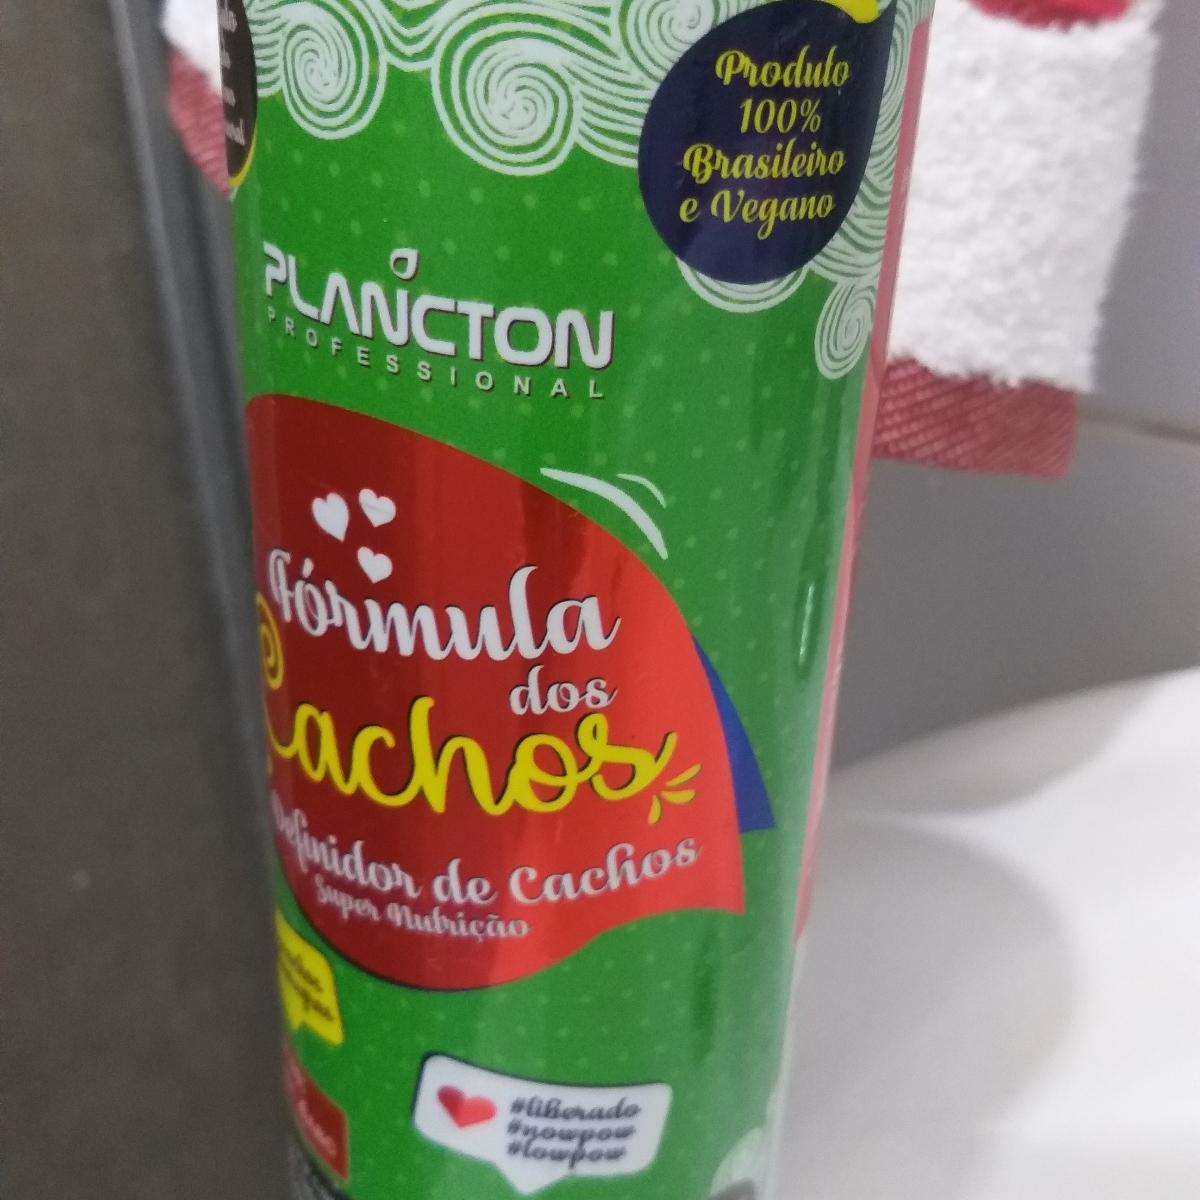 Produto
100%
Brasileiro
e Vegano
PLANCTON
PROFESSIONAL
Fórmula
dos
Cachos
Definidor de Cachos
Super Nutrição
#liberado
#nowpow
#lowpow